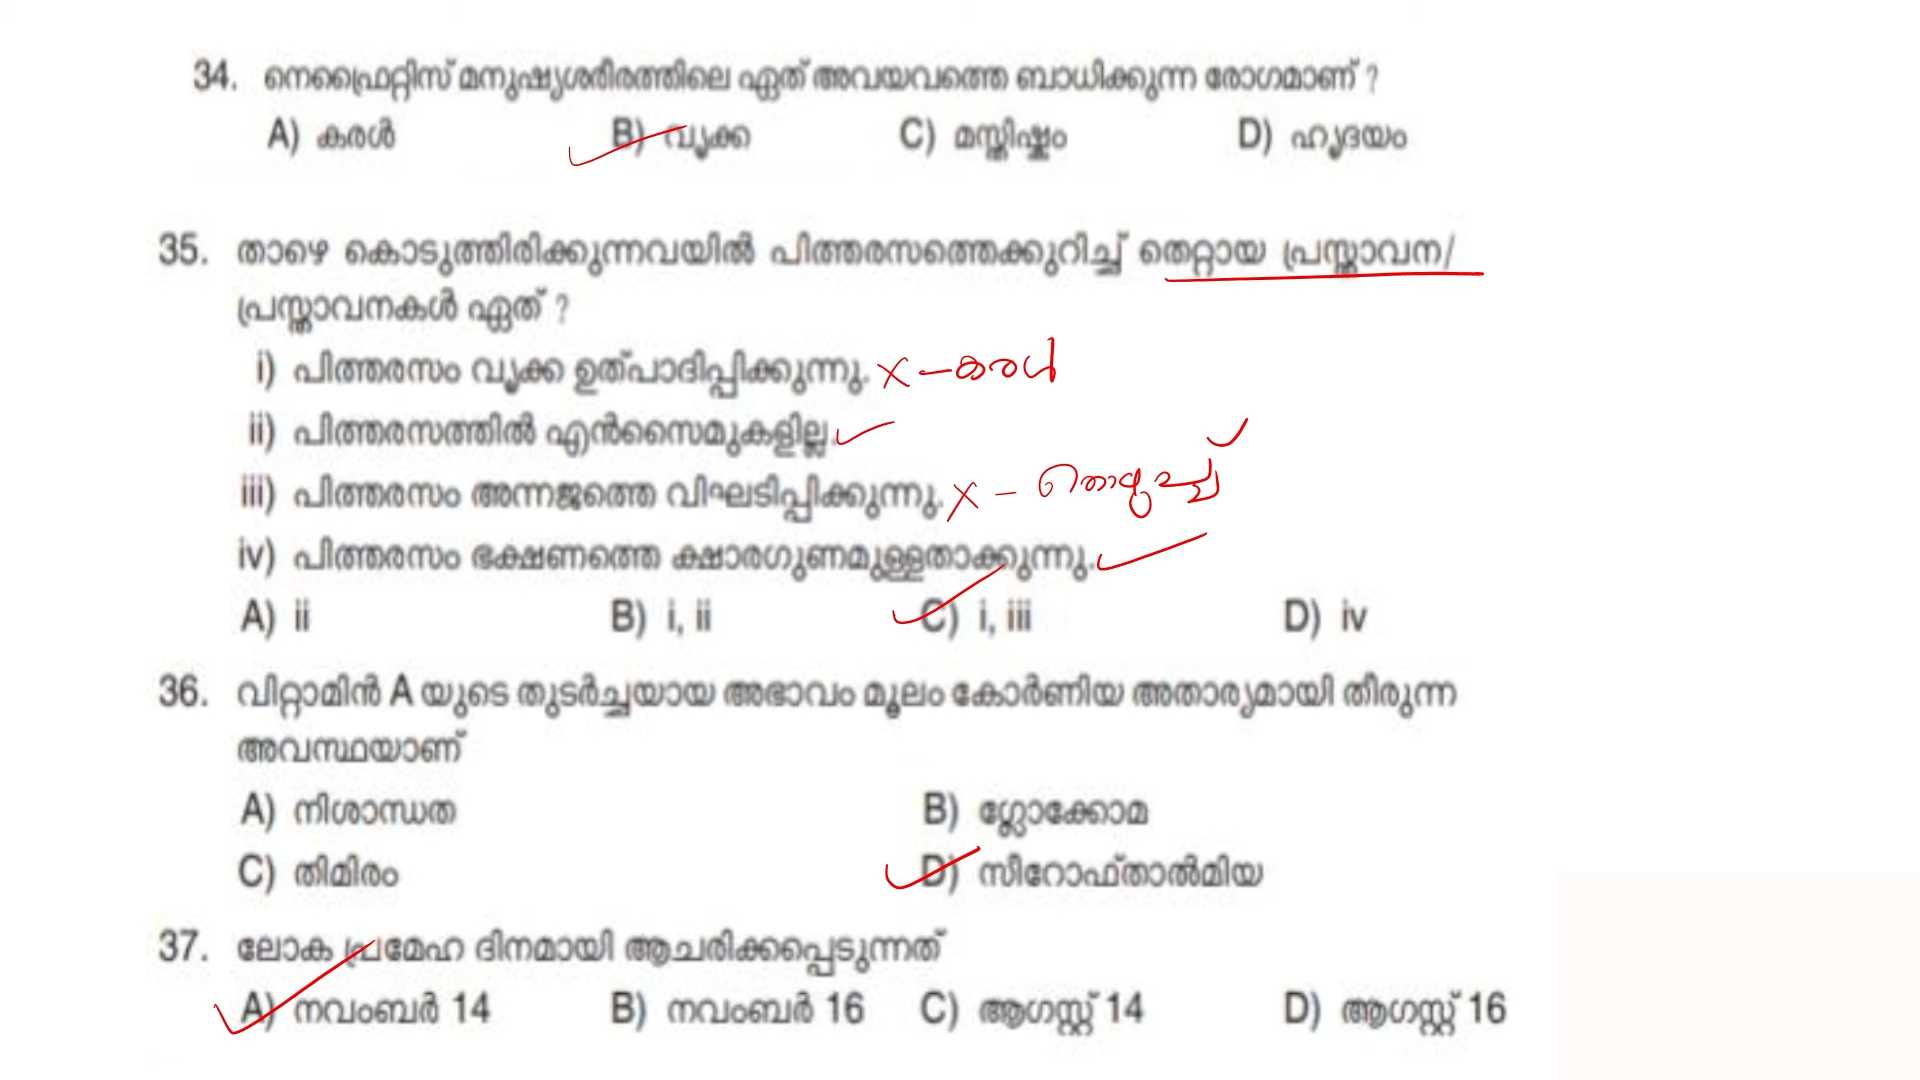 34. നെഫ്രൈറ്റിസ് മനുഷ്യശരീരത്തിലെ ഏത് അവയവത്തെ ബാധിക്കുന്ന രോഗമാണ് ?
A) കരൾ B) വൃക്ക C) മസ്തിഷ്കം D) ഹൃദയം
35. താഴെ കൊടുത്തിരിക്കുന്നവയിൽ പിത്തരസത്തെക്കുറിച്ച് തെറ്റായ പ്രസ്താവന/
പ്രസ്താവനകൾ ഏത് ?
i) പിത്തരസം വൃക്ക ഉത്പാദിപ്പിക്കുന്നു. x – കരൾ
ii) പിത്തരസത്തിൽ എൻസൈമുകളില്ല.
iii) പിത്തരസം അന്നജത്തെ വിഘടിപ്പിക്കുന്നു. x –
iv) പിത്തരസം ഭക്ഷണത്തെ ക്ഷാരഗുണമുള്ളതാക്കുന്നു.
A) ii B) i, ii C) i, iii D) iv
36. വിറ്റാമിൻ A യുടെ തുടർച്ചയായ അഭാവം മൂലം കോർണിയ അതാര്യമായി തീരുന്ന
അവസ്ഥയാണ്
A) നിശാന്ധത B) ഗ്ലോക്കോമ
C) തിമിരം D) സിറോഫ്താൽമിയ
37. ലോക പ്രമേഹ ദിനമായി ആചരിക്കപ്പെടുന്നത്
A) നവംബർ 14 B) നവംബർ 16 C) ആഗസ്റ്റ് 14 D) ആഗസ്റ്റ് 16